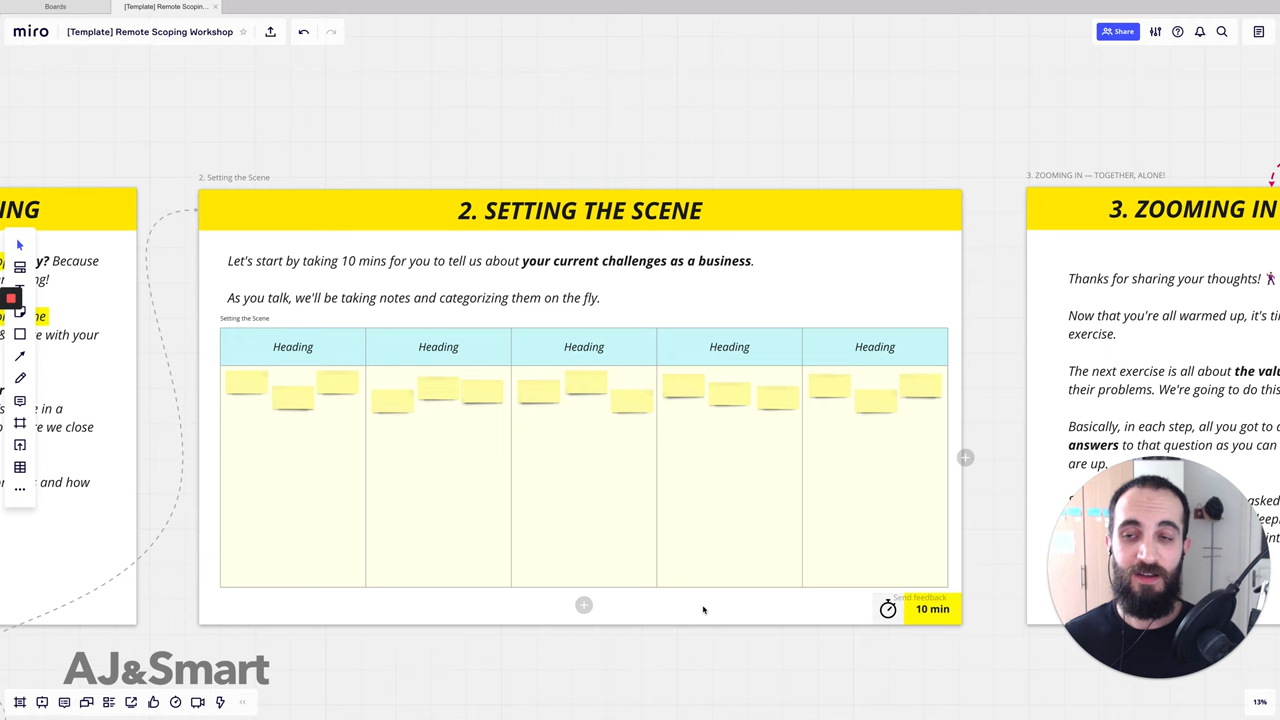 Boards
[Template] Remote Scopin...
miro
[Template] Remote Scoping Workshop
Share
2. Setting the Scene
3. ZOOMING IN — TOGETHER, ALONE!
ING
2. SETTING THE SCENE
3. ZOOMING IN
y? Because
ng!
ne
& e with your
s e in a
e we close
s and how
Let's start by taking 10 mins for you to tell us about your current challenges as a business.
As you talk, we'll be taking notes and categorizing them on the fly.
Setting the Scene
Heading
Heading
Heading
Heading
Heading
Send feedback
10 min
Thanks for sharing your thoughts!
Now that you're all warmed up, it's ti
exercise.
The next exercise is all about the valu
their problems. We're going to do this
Basically, in each step, all you got to
answers to that question as you can
are up.
asked
AJ&Smart
13%